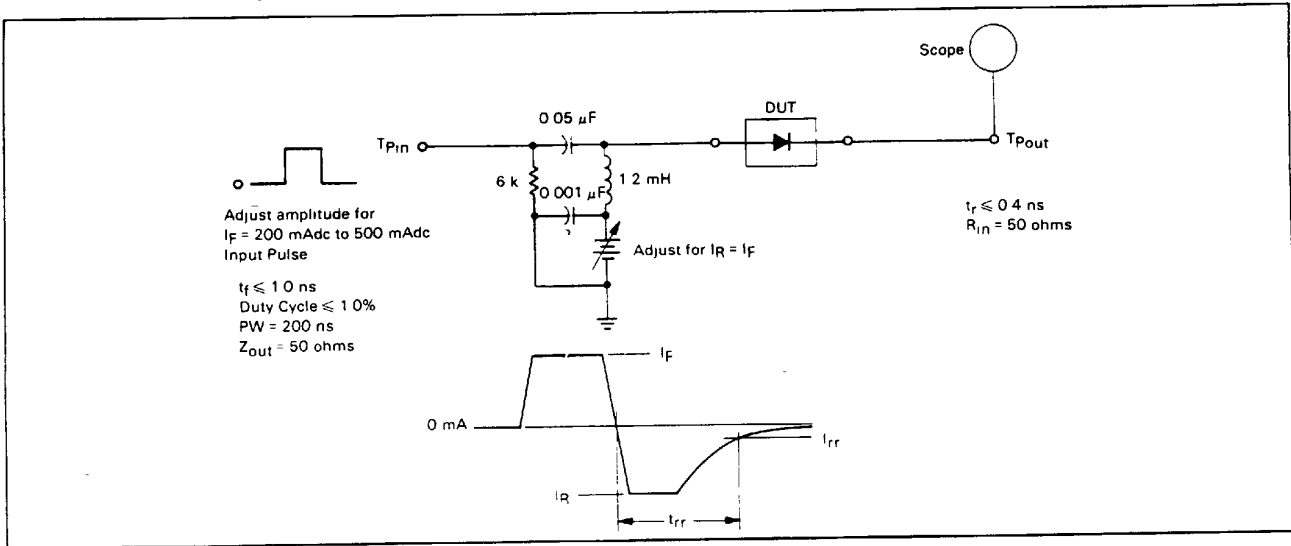 Scope
DUT
0 05 μF
TPin
TPout
6 k
0 001 μF
1 2 mH
Adjust for IR = IF
tr ≤ 0 4 ns
Rin = 50 ohms
Adjust amplitude for
IF = 200 mAdc to 500 mAdc
Input Pulse
tf ≤ 1 0 ns
Duty Cycle ≤ 1 0%
PW = 200 ns
Zout = 50 ohms
IF
0 mA
Irr
IR
trr